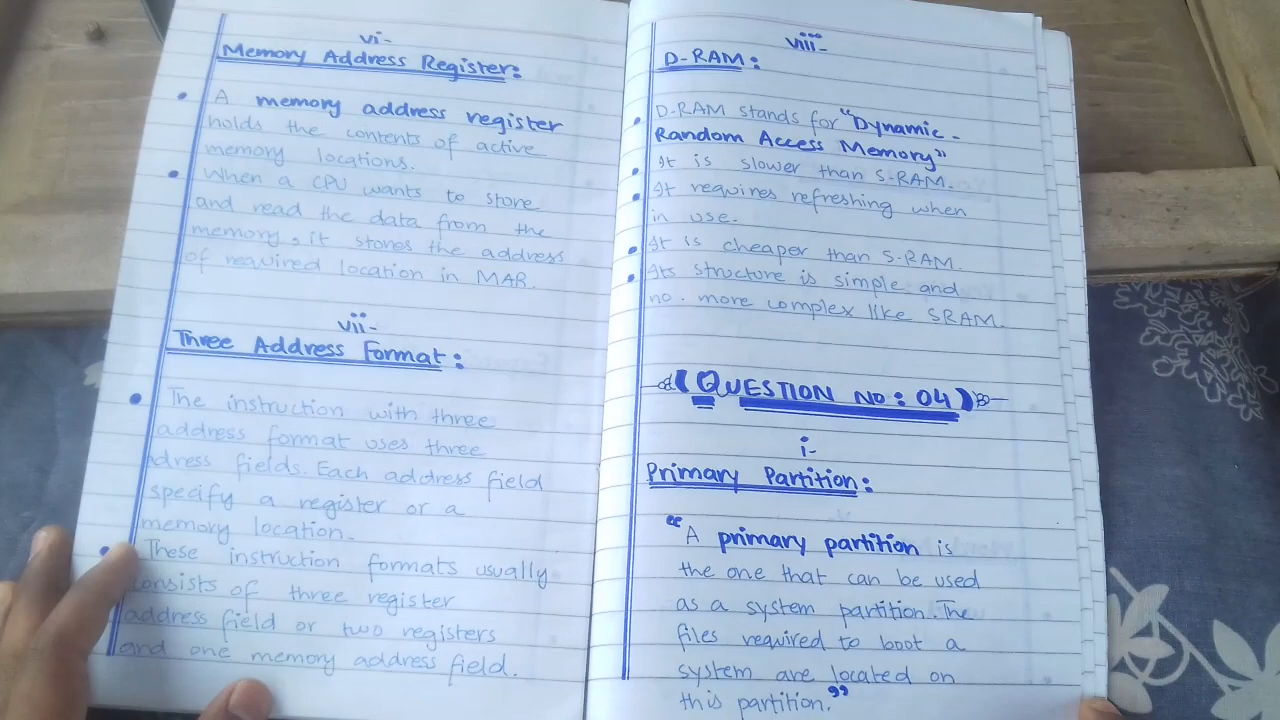 vi-
Memory Address Register:
• A memory address register
holds the contents of active
memory locations.
• When a CPU wants to store
and read the data from the
memory, it stores the address
of required location in MAR.
vii-
Three Address Format:
• The instruction with three
address format uses three
dress fields. Each address field
specify a register or a
memory location.
• These instruction formats usually
consists of three register
address field or two registers
and one memory address field.
viii-
D-RAM:
• D-RAM stands for "Dynamic-
Random Access Memory"
• It is slower than S-RAM.
• It requires refreshing when
in use.
• It is cheaper than S-RAM.
• Its structure is simple and
no. more complex like SRAM.
(QUESTION NO: 04)
i-
Primary Partition:
"A primary partition is
the one that can be used
as a system partition. The
files required to boot a
system are located on
this partition."